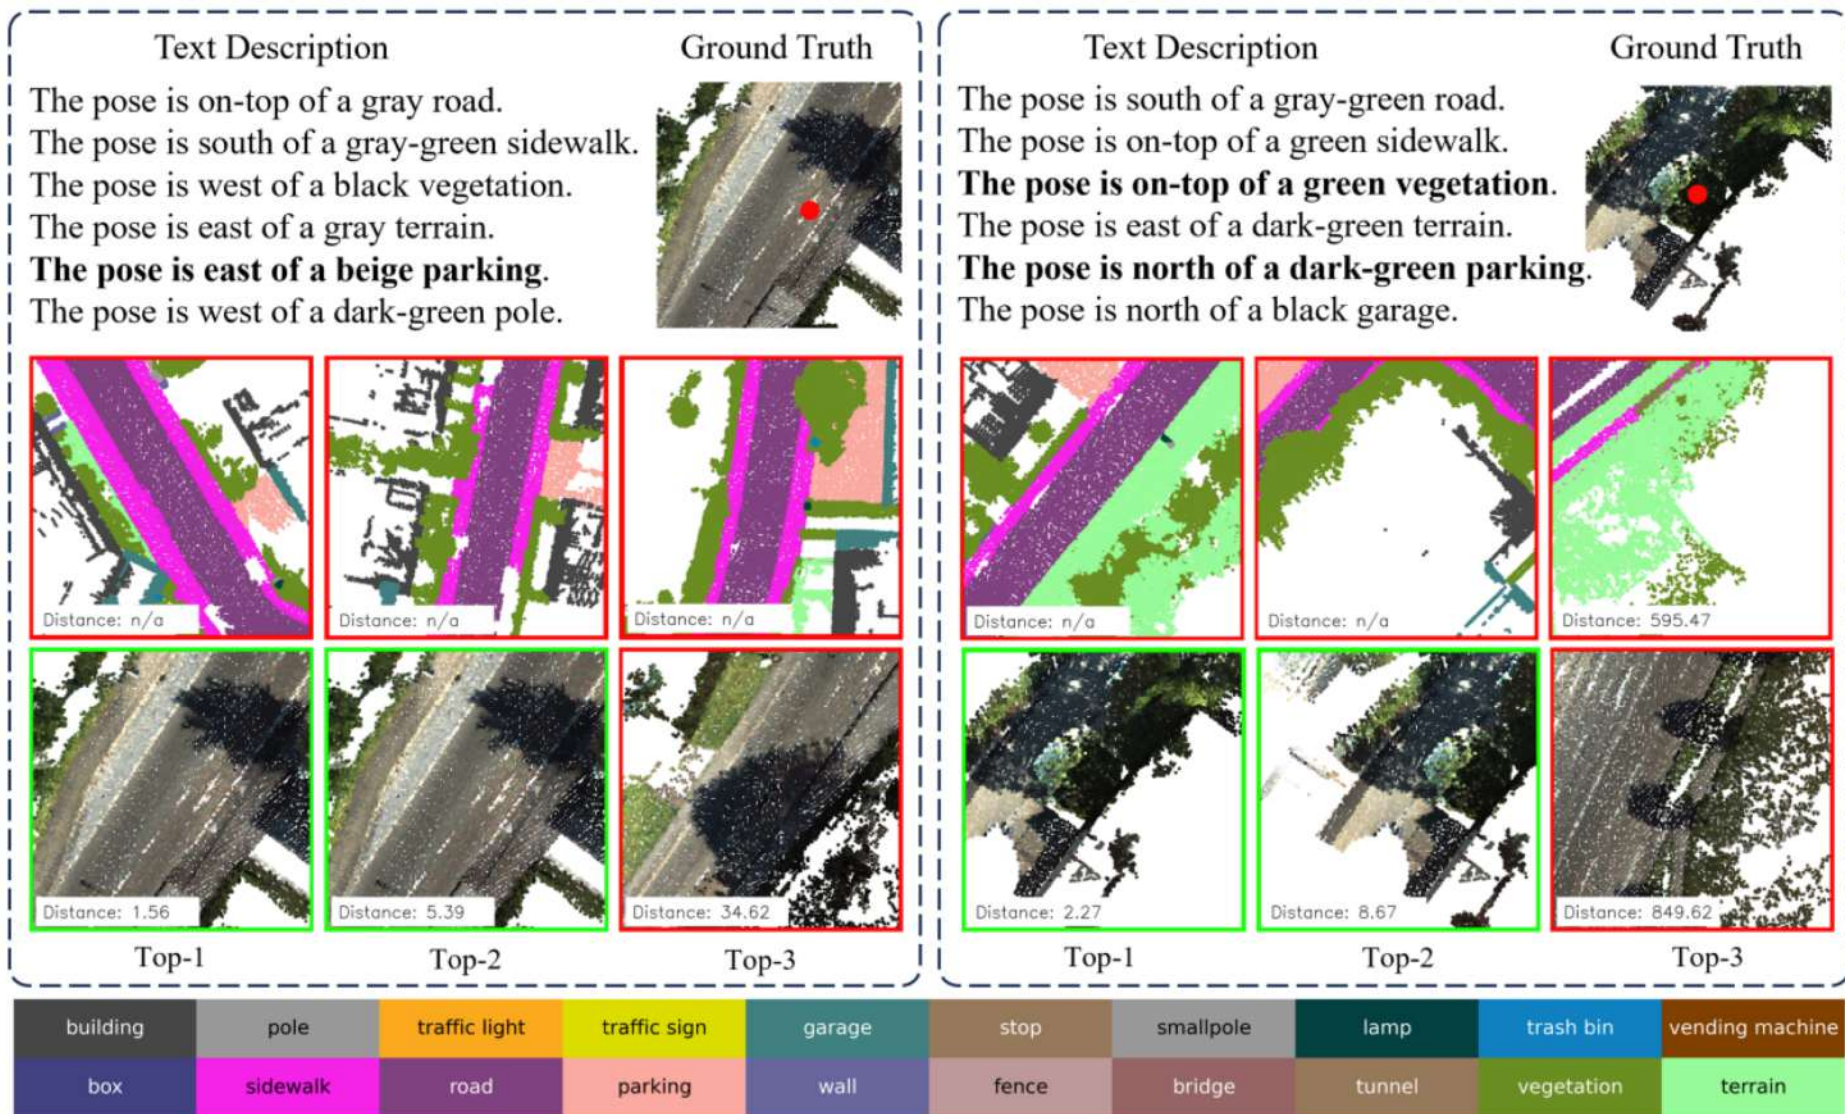 Text Description
Ground Truth
The pose is on-top of a gray road.
The pose is south of a gray-green sidewalk.
The pose is west of a black vegetation.
The pose is east of a gray terrain.
The pose is east of a beige parking.
The pose is west of a dark-green pole.
Distance: n/a
Distance: n/a
Distance: n/a
Distance: 1.56
Distance: 5.39
Distance: 34.62
Top-1
Top-2
Top-3
Text Description
Ground Truth
The pose is south of a gray-green road.
The pose is on-top of a green sidewalk.
The pose is on-top of a green vegetation.
The pose is east of a dark-green terrain.
The pose is north of a dark-green parking.
The pose is north of a black garage.
Distance: n/a
Distance: n/a
Distance: 595.47
Distance: 2.27
Distance: 8.67
Distance: 849.62
Top-1
Top-2
Top-3
building
pole
traffic light
traffic sign
garage
stop
smallpole
lamp
trash bin
vending machine
box
sidewalk
road
parking
wall
fence
bridge
tunnel
vegetation
terrain